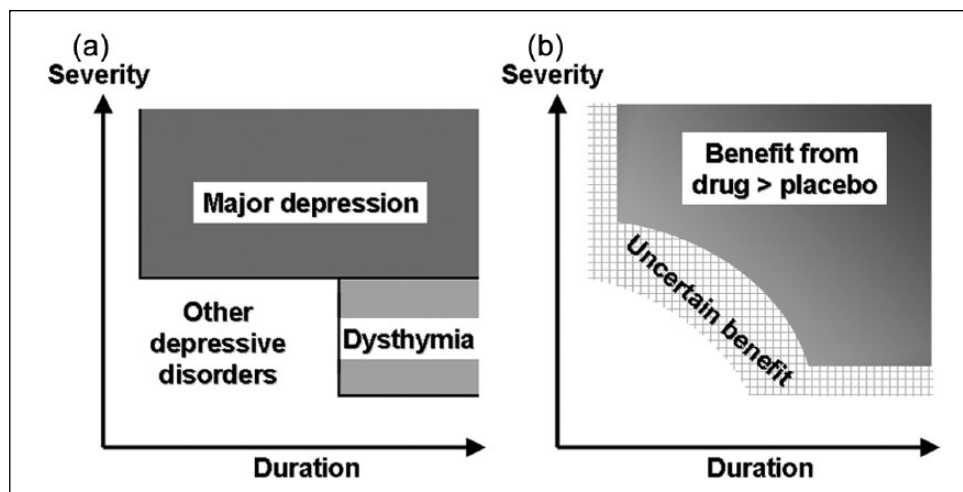 (a)
Severity
Major depression
Other
depressive
disorders
Dysthymia
Duration
(b)
Severity
Benefit from
drug > placebo
Uncertain benefit
Duration